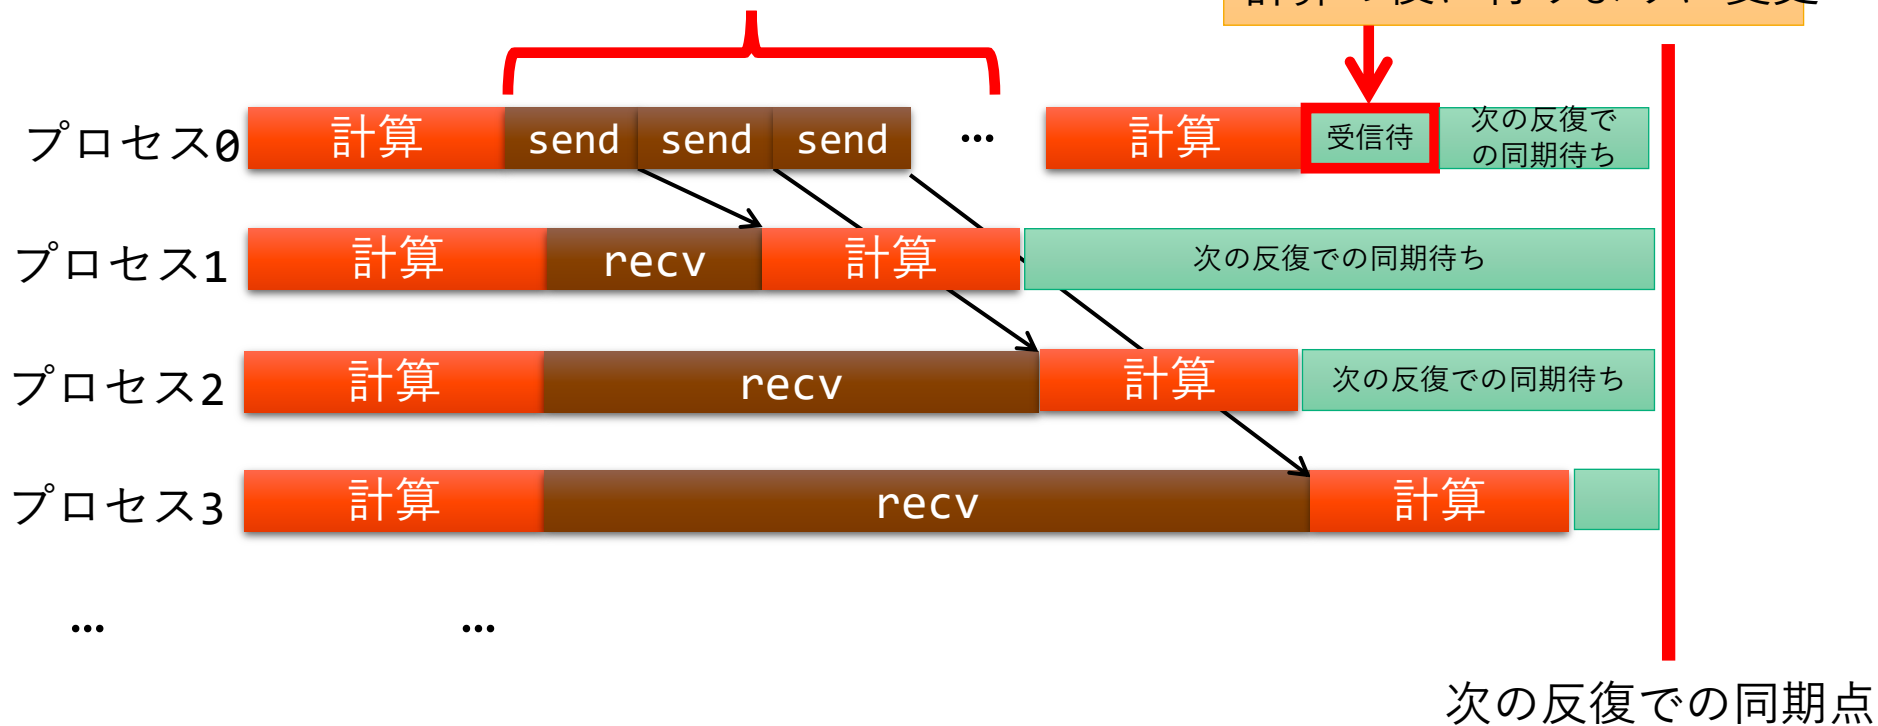 プロセス0 計算 send send send … 計算 受信待 次の反復で
の同期待ち
プロセス1 計算 recv 計算 次の反復での同期待ち
プロセス2 計算 recv 計算 次の反復での同期待ち
プロセス3 計算 recv 計算
… …
次の反復での同期点